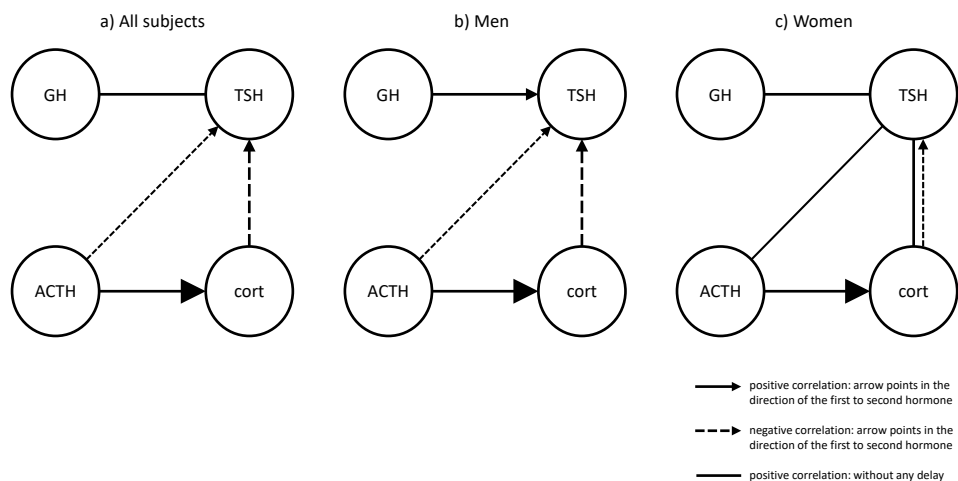 a) All subjects
GH
TSH
ACTH
cort
b) Men
GH
TSH
ACTH
cort
c) Women
GH
TSH
ACTH
cort
positive correlation: arrow points in the
direction of the first to second hormone
negative correlation: arrow points in the
direction of the first to second hormone
positive correlation: without any delay